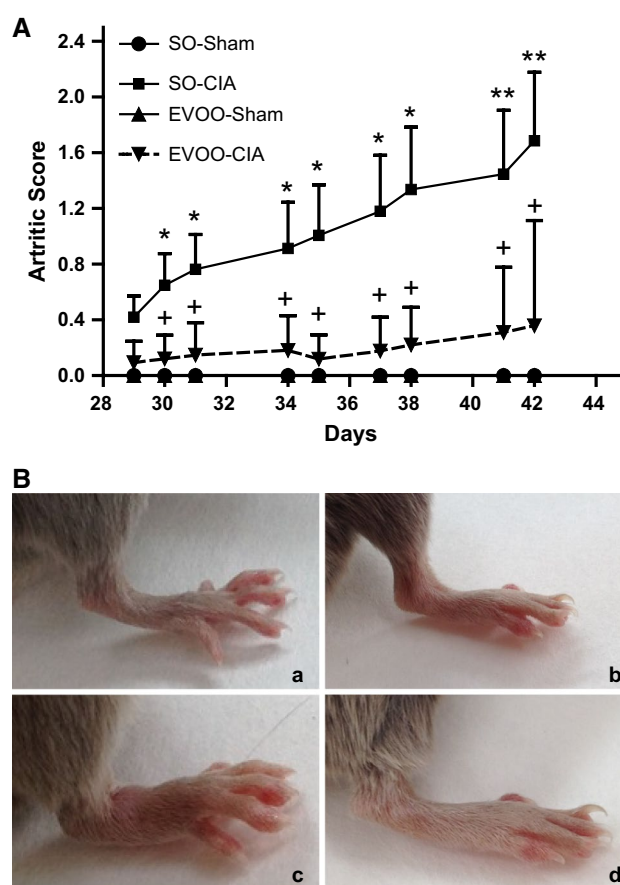 A
SO-Sham
SO-CIA
EVOO-Sham
EVOO-CIA
Artritic Score
2.4
2.0
1.6
1.2
0.8
0.4
0.0
* * * * * * ** **
+ + + + + + + +
28 30 32 34 36 38 40 42 44
Days
B
a
b
c
d